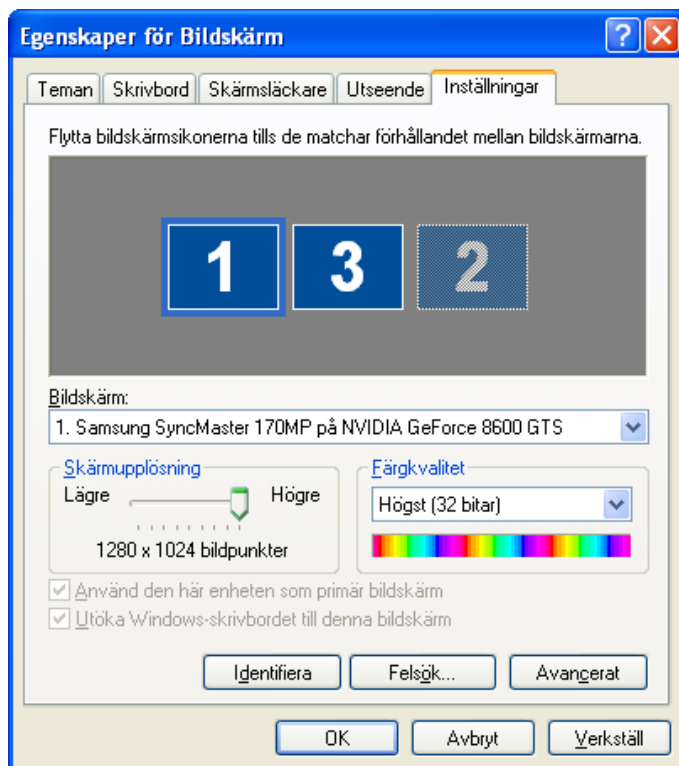 Egenskaper för Bildskärm
Teman Skrivbord Skärmsläckare Utseende Inställningar
Flytta bildskärmsikonerna tills de matchar förhållandet mellan bildskärmarna.
1 3 2
Bildskärm:
1. Samsung SyncMaster 170MP på NVIDIA GeForce 8600 GTS
Skärmupplösning
Lägre Högre
1280 x 1024 bildpunkter
Färgkvalitet
Högst (32 bitar)
Använd den här enheten som primär bildskärm
Utöka Windows-skrivbordet till denna bildskärm
Identifiera Felsök... Avancerat
OK Avbryt Verkställ